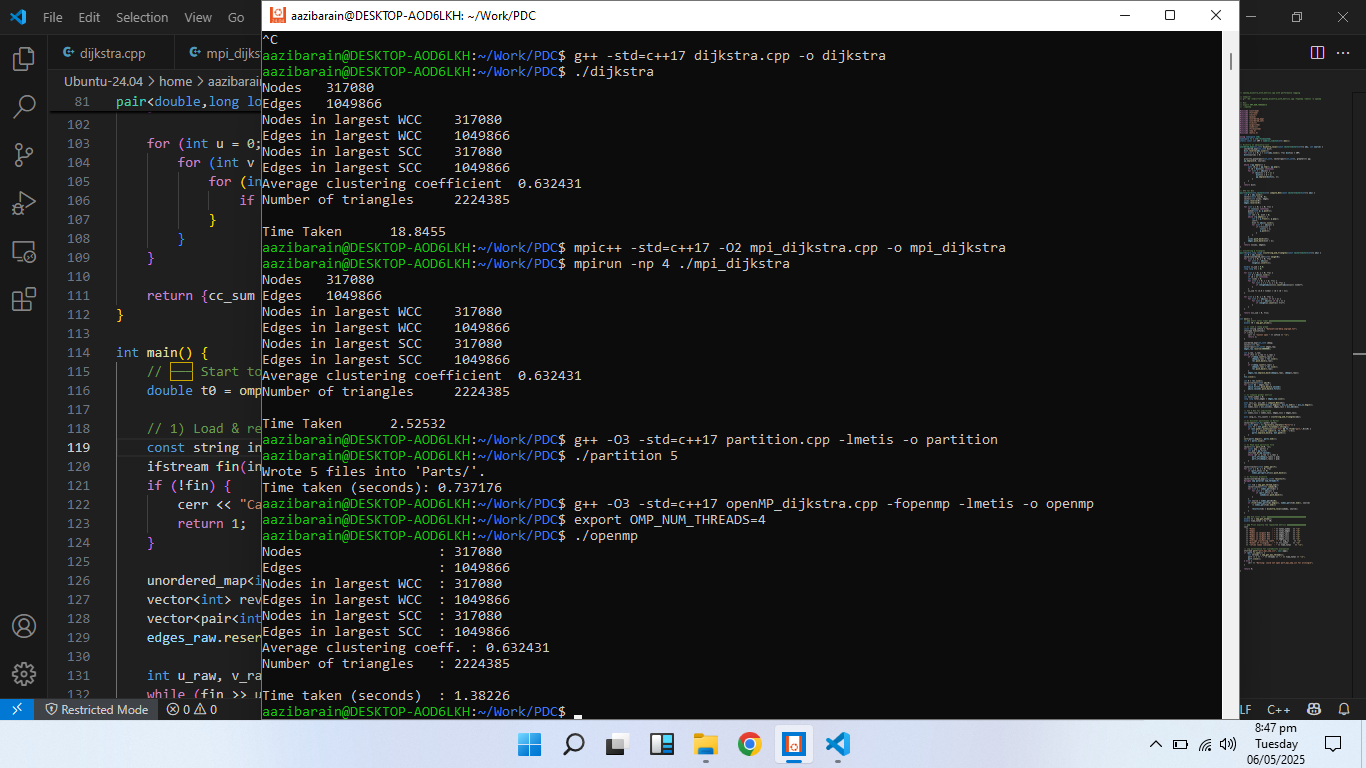 File Edit Selection View Go
aazibarain@DESKTOP-AOD6LKH: ~/Work/PDC
dijkstra.cpp
mpi_dijks
Ubuntu-24.04 > home > aazibarain
81 pair<double,long lo
102
103 for (int u = 0;
104 for (int v
105 for (in
106 if
107 }
108 }
109 }
110
111 return {cc_sum
112 }
113
114 int main() {
115 // Start to
116 double t0 = omp
117
118 // 1) Load & re
119 const string in
120 ifstream fin(in
121 if (!fin) {
122 cerr << "Ca
123 return 1;
124 }
125
126 unordered_map<i
127 vector<int> rev
128 vector<pair<int
129 edges_raw.reser
130
131 int u_raw, v_ra
132 while (fin >> u
^C
aazibarain@DESKTOP-AOD6LKH:~/Work/PDC$ g++ -std=c++17 dijkstra.cpp -o dijkstra
aazibarain@DESKTOP-AOD6LKH:~/Work/PDC$ ./dijkstra
Nodes 317080
Edges 1049866
Nodes in largest WCC 317080
Edges in largest WCC 1049866
Nodes in largest SCC 317080
Edges in largest SCC 1049866
Average clustering coefficient 0.632431
Number of triangles 2224385
Time Taken 18.8455
aazibarain@DESKTOP-AOD6LKH:~/Work/PDC$ mpic++ -std=c++17 -O2 mpi_dijkstra.cpp -o mpi_dijkstra
aazibarain@DESKTOP-AOD6LKH:~/Work/PDC$ mpirun -np 4 ./mpi_dijkstra
Nodes 317080
Edges 1049866
Nodes in largest WCC 317080
Edges in largest WCC 1049866
Nodes in largest SCC 317080
Edges in largest SCC 1049866
Average clustering coefficient 0.632431
Number of triangles 2224385
Time Taken 2.52532
aazibarain@DESKTOP-AOD6LKH:~/Work/PDC$ g++ -O3 -std=c++17 partition.cpp -lmetis -o partition
aazibarain@DESKTOP-AOD6LKH:~/Work/PDC$ ./partition 5
Wrote 5 files into 'Parts/'.
Time taken (seconds): 0.737176
aazibarain@DESKTOP-AOD6LKH:~/Work/PDC$ g++ -O3 -std=c++17 openMP_dijkstra.cpp -fopenmp -lmetis -o openmp
aazibarain@DESKTOP-AOD6LKH:~/Work/PDC$ export OMP_NUM_THREADS=4
aazibarain@DESKTOP-AOD6LKH:~/Work/PDC$ ./openmp
Nodes : 317080
Edges : 1049866
Nodes in largest WCC : 317080
Edges in largest WCC : 1049866
Nodes in largest SCC : 317080
Edges in largest SCC : 1049866
Average clustering coeff. : 0.632431
Number of triangles : 2224385
Time taken (seconds) : 1.38226
aazibarain@DESKTOP-AOD6LKH:~/Work/PDC$
Restricted Mode 0 0
LF C++
8:47 pm
Tuesday
06/05/2025